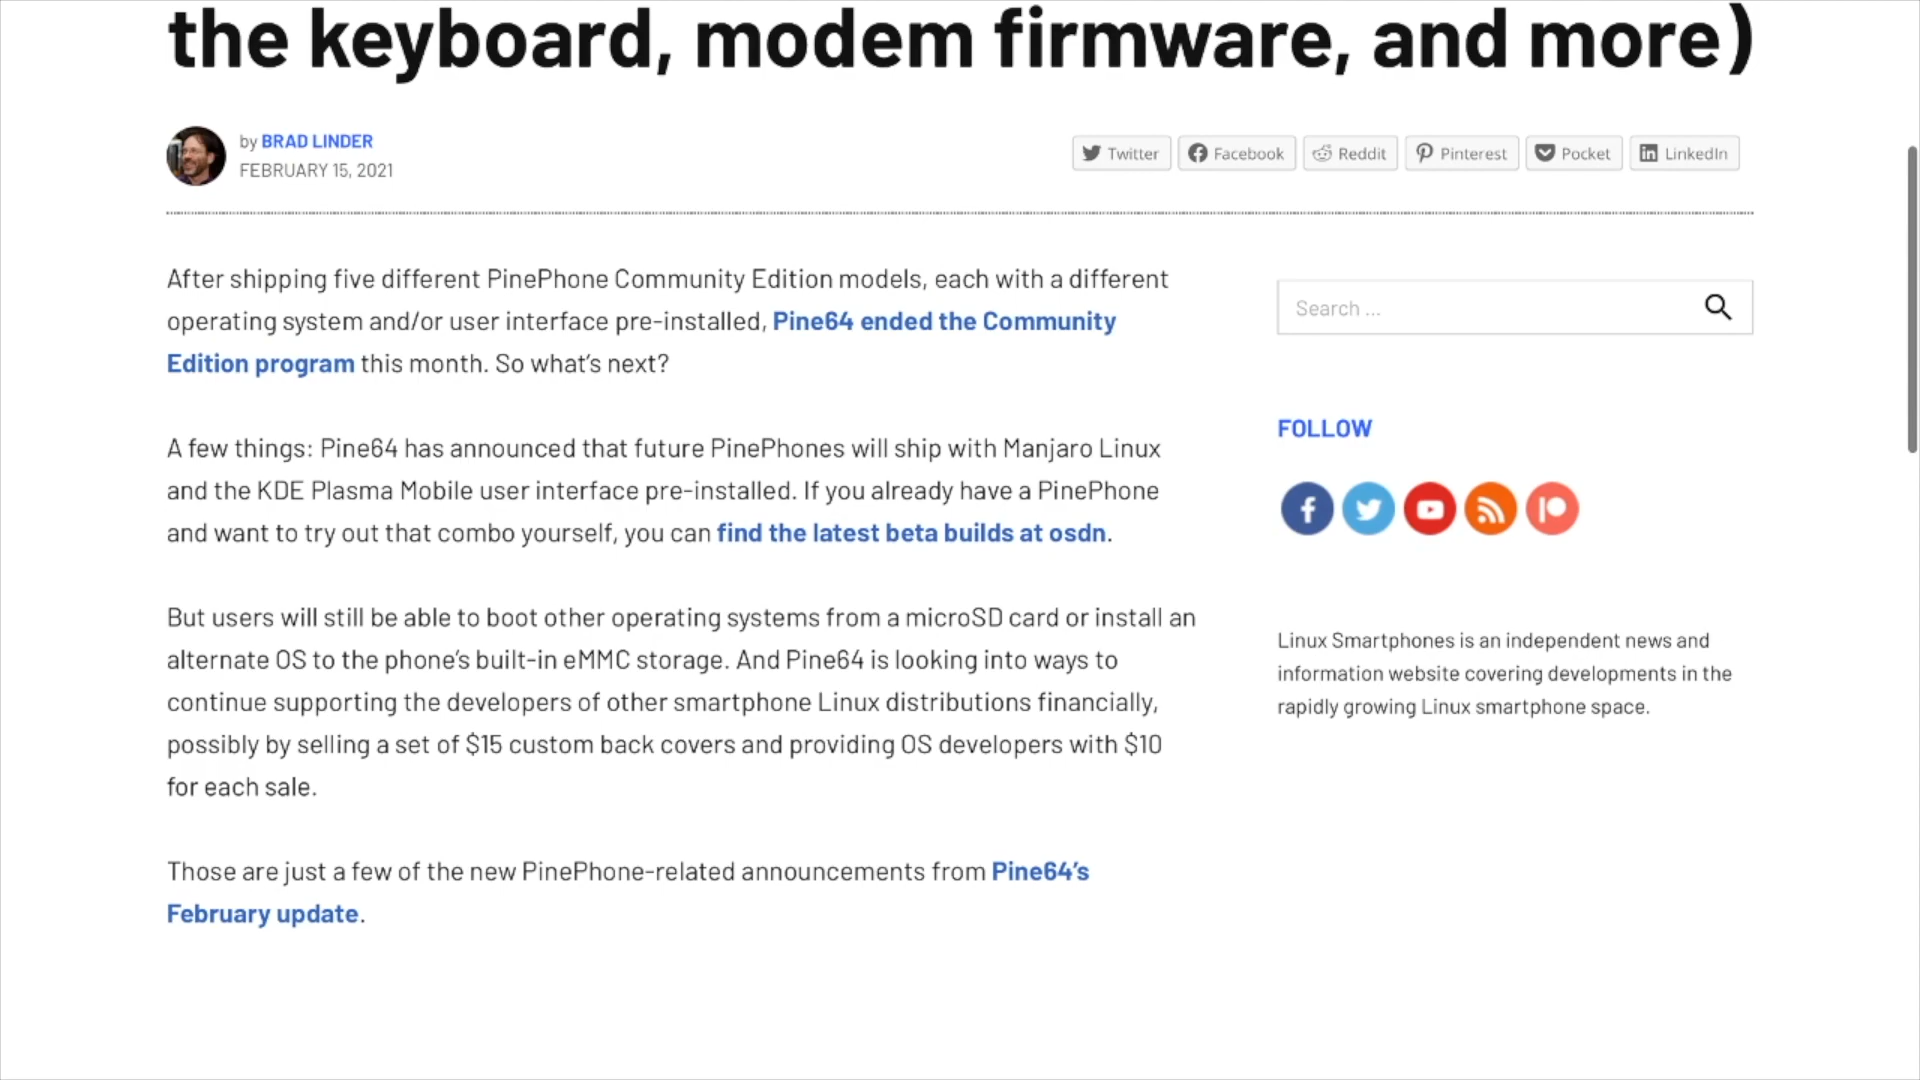 the keyboard, modem firmware, and more)
by BRAD LINDER
FEBRUARY 15, 2021
Twitter
Facebook
Reddit
Pinterest
Pocket
LinkedIn
After shipping five different PinePhone Community Edition models, each with a different
operating system and/or user interface pre-installed, Pine64 ended the Community
Edition program this month. So what's next?
A few things: Pine64 has announced that future PinePhones will ship with Manjaro Linux
and the KDE Plasma Mobile user interface pre-installed. If you already have a PinePhone
and want to try out that combo yourself, you can find the latest beta builds at osdn.
But users will still be able to boot other operating systems from a microSD card or install an
alternate OS to the phone's built-in eMMC storage. And Pine64 is looking into ways to
continue supporting the developers of other smartphone Linux distributions financially,
possibly by selling a set of $15 custom back covers and providing OS developers with $10
for each sale.
Those are just a few of the new PinePhone-related announcements from Pine64's
February update.
Search ...
FOLLOW
Linux Smartphones is an independent news and
information website covering developments in the
rapidly growing Linux smartphone space.